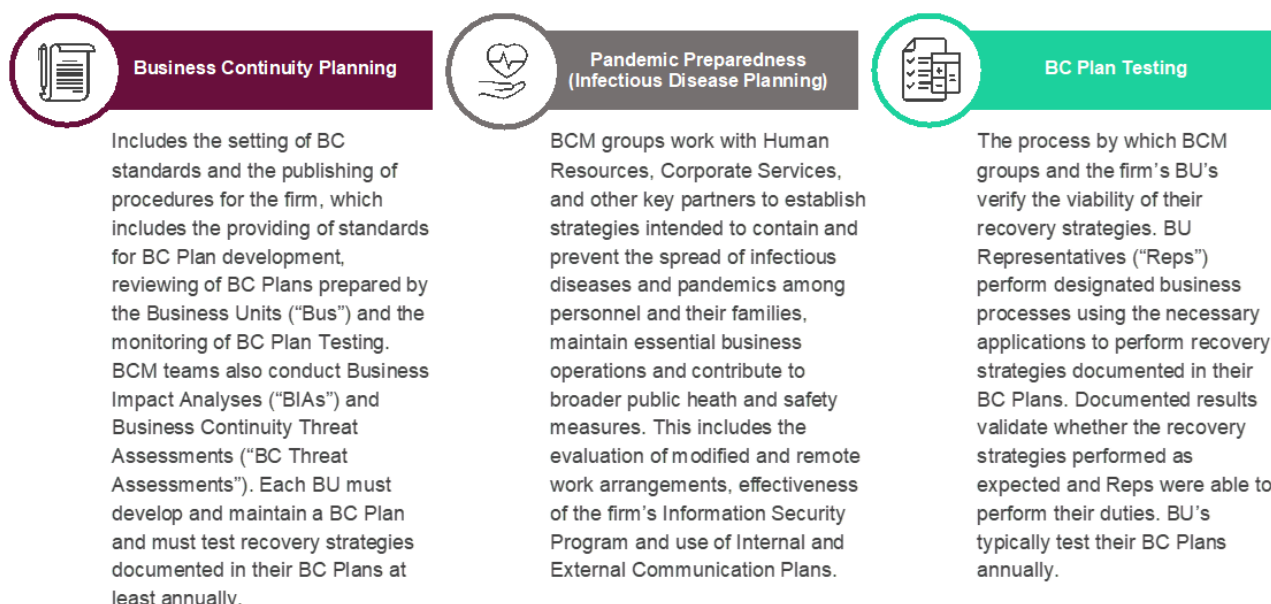 Business Continuity Planning
Includes the setting of BC
standards and the publishing of
procedures for the firm, which
includes the providing of standards
for BC Plan development,
reviewing of BC Plans prepared by
the Business Units (“Bus”) and the
monitoring of BC Plan Testing.
BCM teams also conduct Business
Impact Analyses (“BIAs”) and
Business Continuity Threat
Assessments (“BC Threat
Assessments”). Each BU must
develop and maintain a BC Plan
and must test recovery strategies
documented in their BC Plans at
least annually.
Pandemic Preparedness
(Infectious Disease Planning)
BCM groups work with Human
Resources, Corporate Services,
and other key partners to establish
strategies intended to contain and
prevent the spread of infectious
diseases and pandemics among
personnel and their families,
maintain essential business
operations and contribute to
broader public heath and safety
measures. This includes the
evaluation of modified and remote
work arrangements, effectiveness
of the firm’s Information Security
Program and use of Internal and
External Communication Plans.
BC Plan Testing
The process by which BCM
groups and the firm’s BU’s
verify the viability of their
recovery strategies. BU
Representatives (“Reps”)
perform designated business
processes using the necessary
applications to perform recovery
strategies documented in their
BC Plans. Documented results
validate whether the recovery
strategies performed as
expected and Reps were able to
perform their duties. BU’s
typically test their BC Plans
annually.